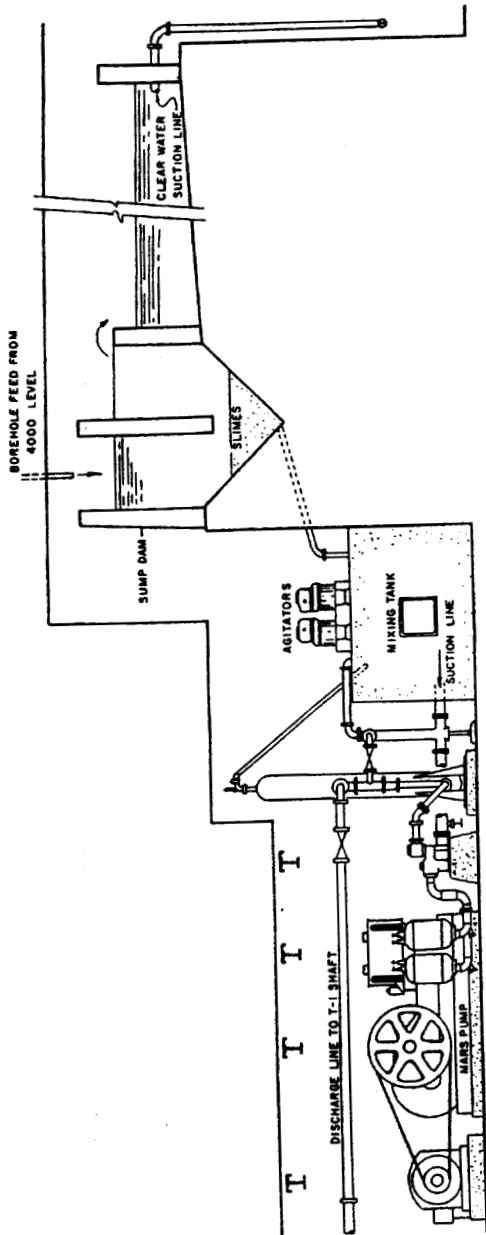 BOREHOLE FEED FROM
4000 LEVEL
CLEAR WATER
SUCTION LINE
SLIMES
SUMP DAM
AGITATORS
MIXING TANK
SUCTION LINE
DISCHARGE LINE TO T-1 SHAFT
MARS PUMP